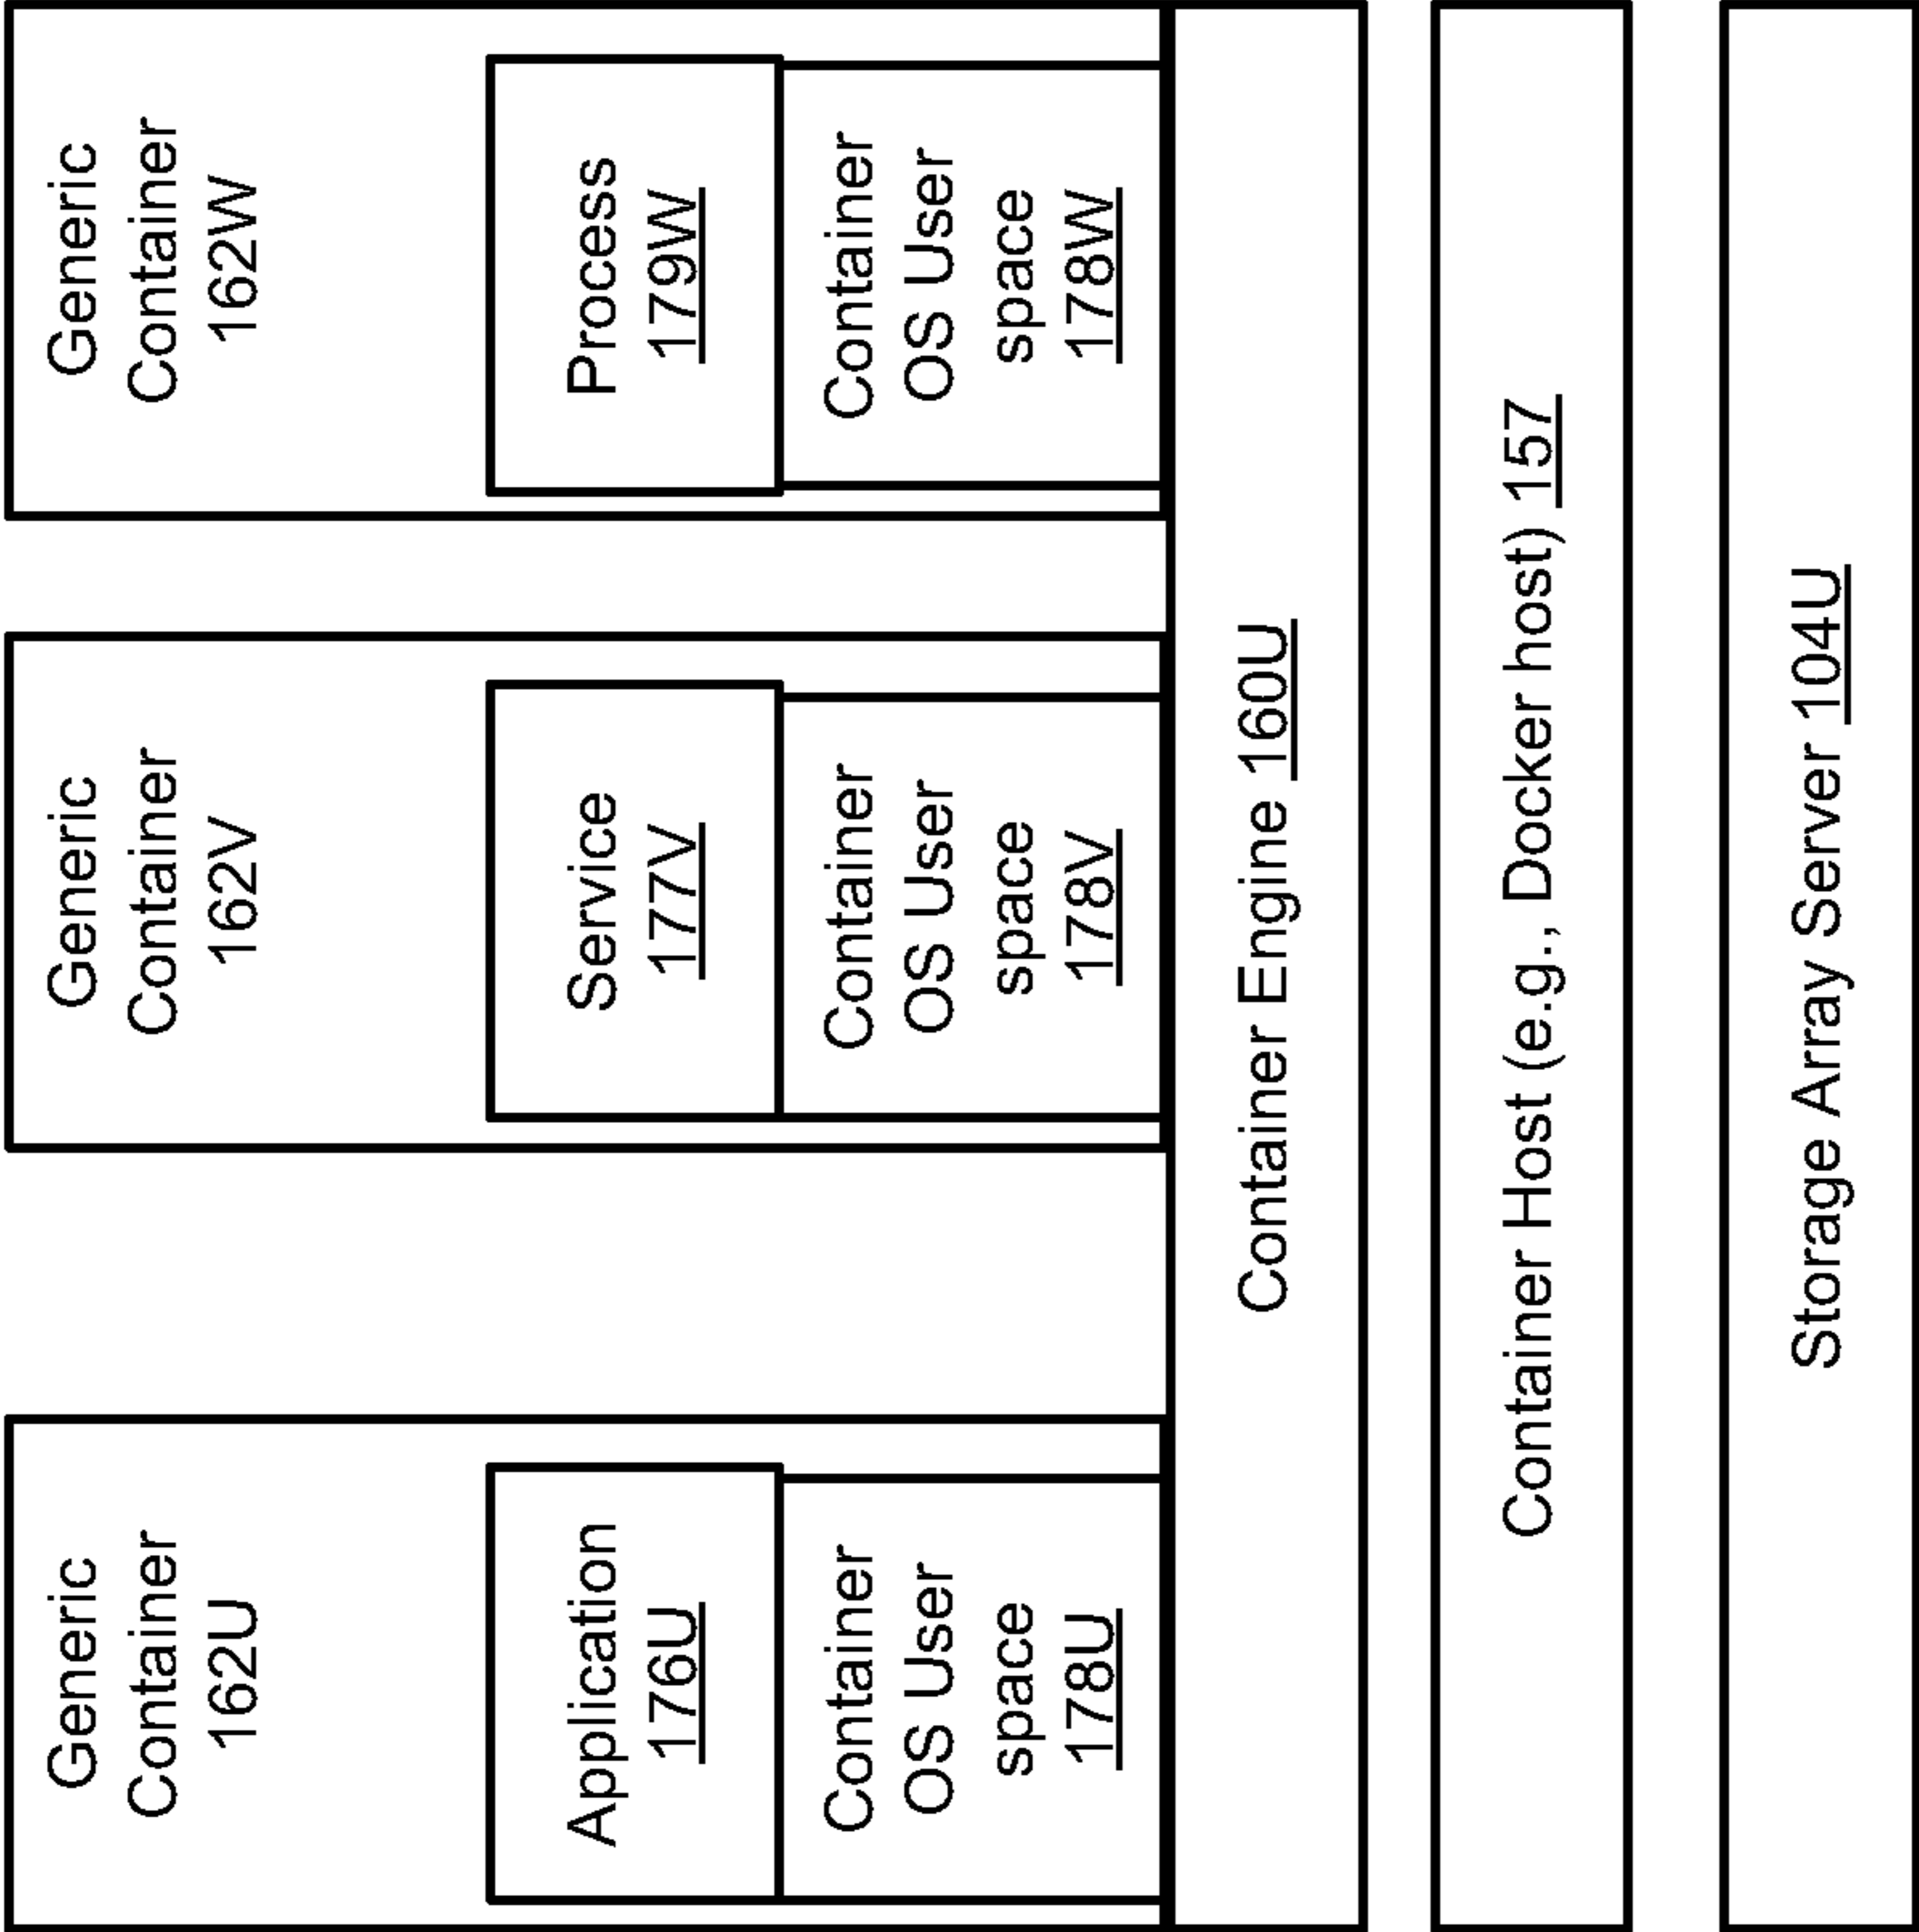 Generic
Container
162U
Application
176U
Container
OS User
space
178U
Generic
Container
162V
Service
177V
Container
OS User
space
178V
Generic
Container
162W
Process
179W
Container
OS User
space
178W
Container Engine 160U
Container Host (e.g., Docker host) 157
Storage Array Server 104U